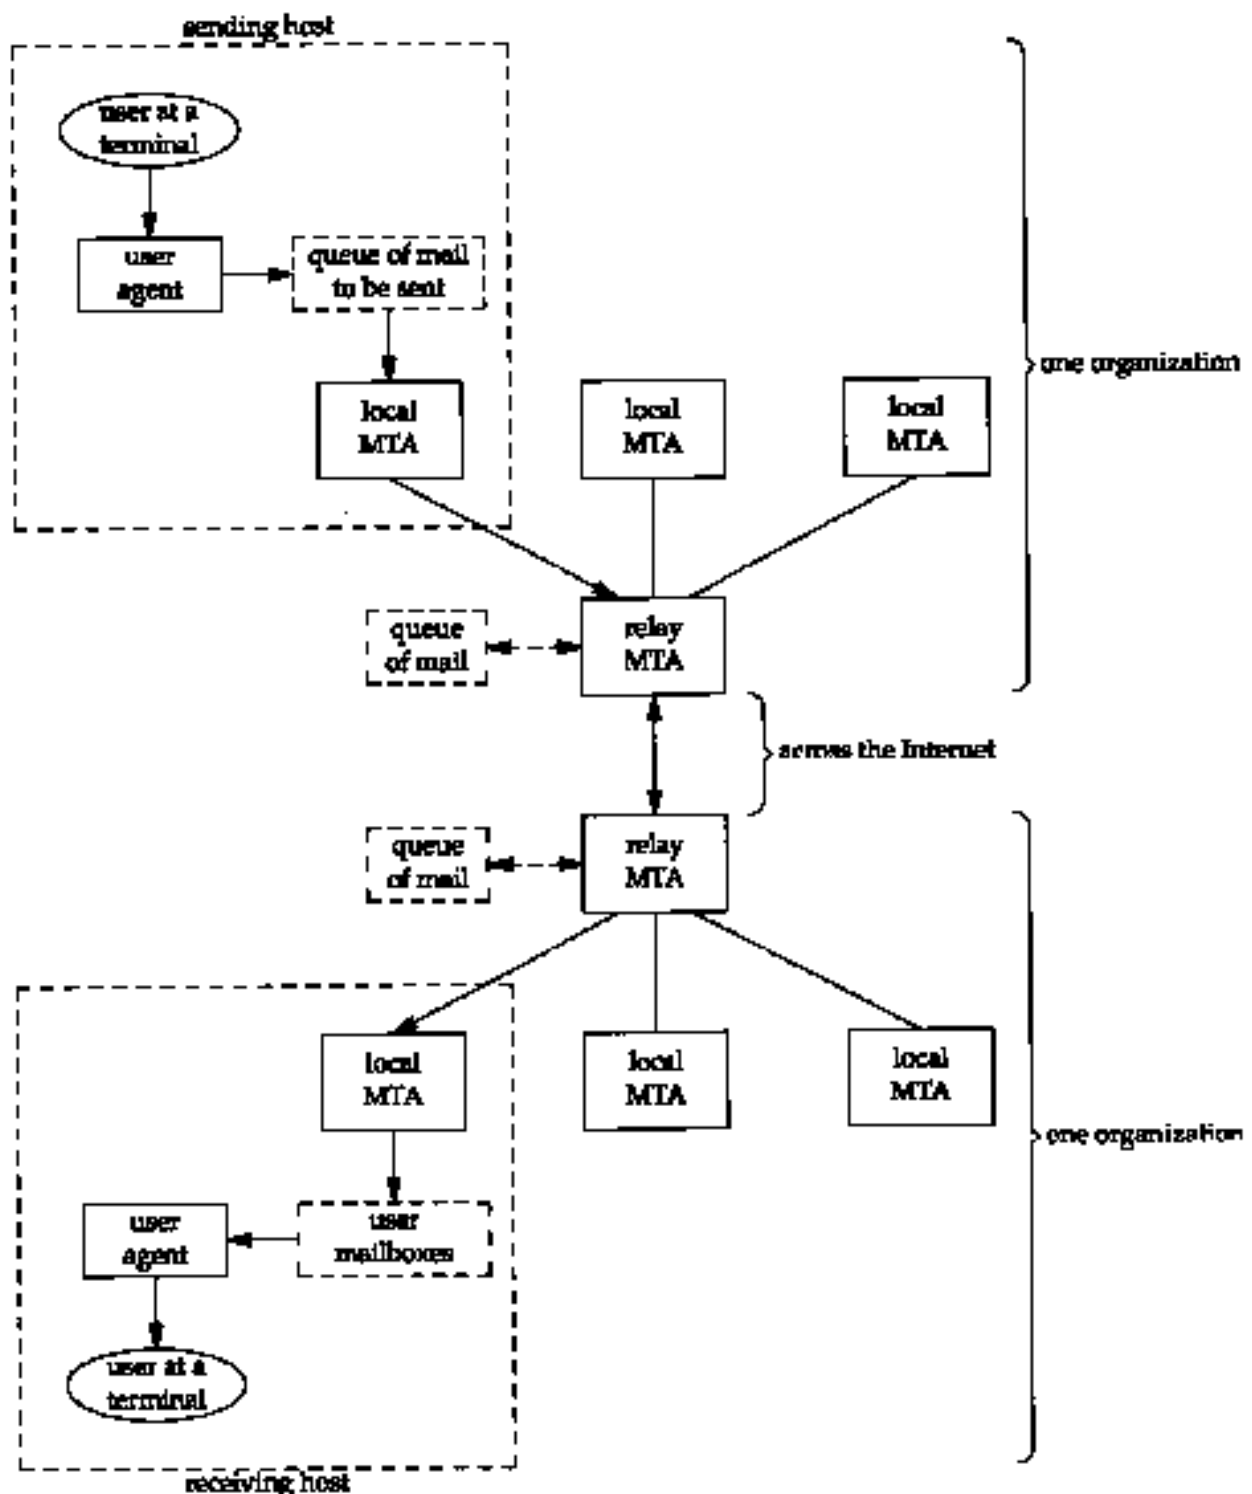 sending host
user at a
terminal
user
agent
queue of mail
to be sent
one organization
local
MTA
local
MTA
local
MTA
queue
of mail
relay
MTA
across the Internet
queue
of mail
relay
MTA
local
MTA
local
MTA
local
MTA
one organization
user
agent
user
mailboxes
user at a
terminal
receiving host